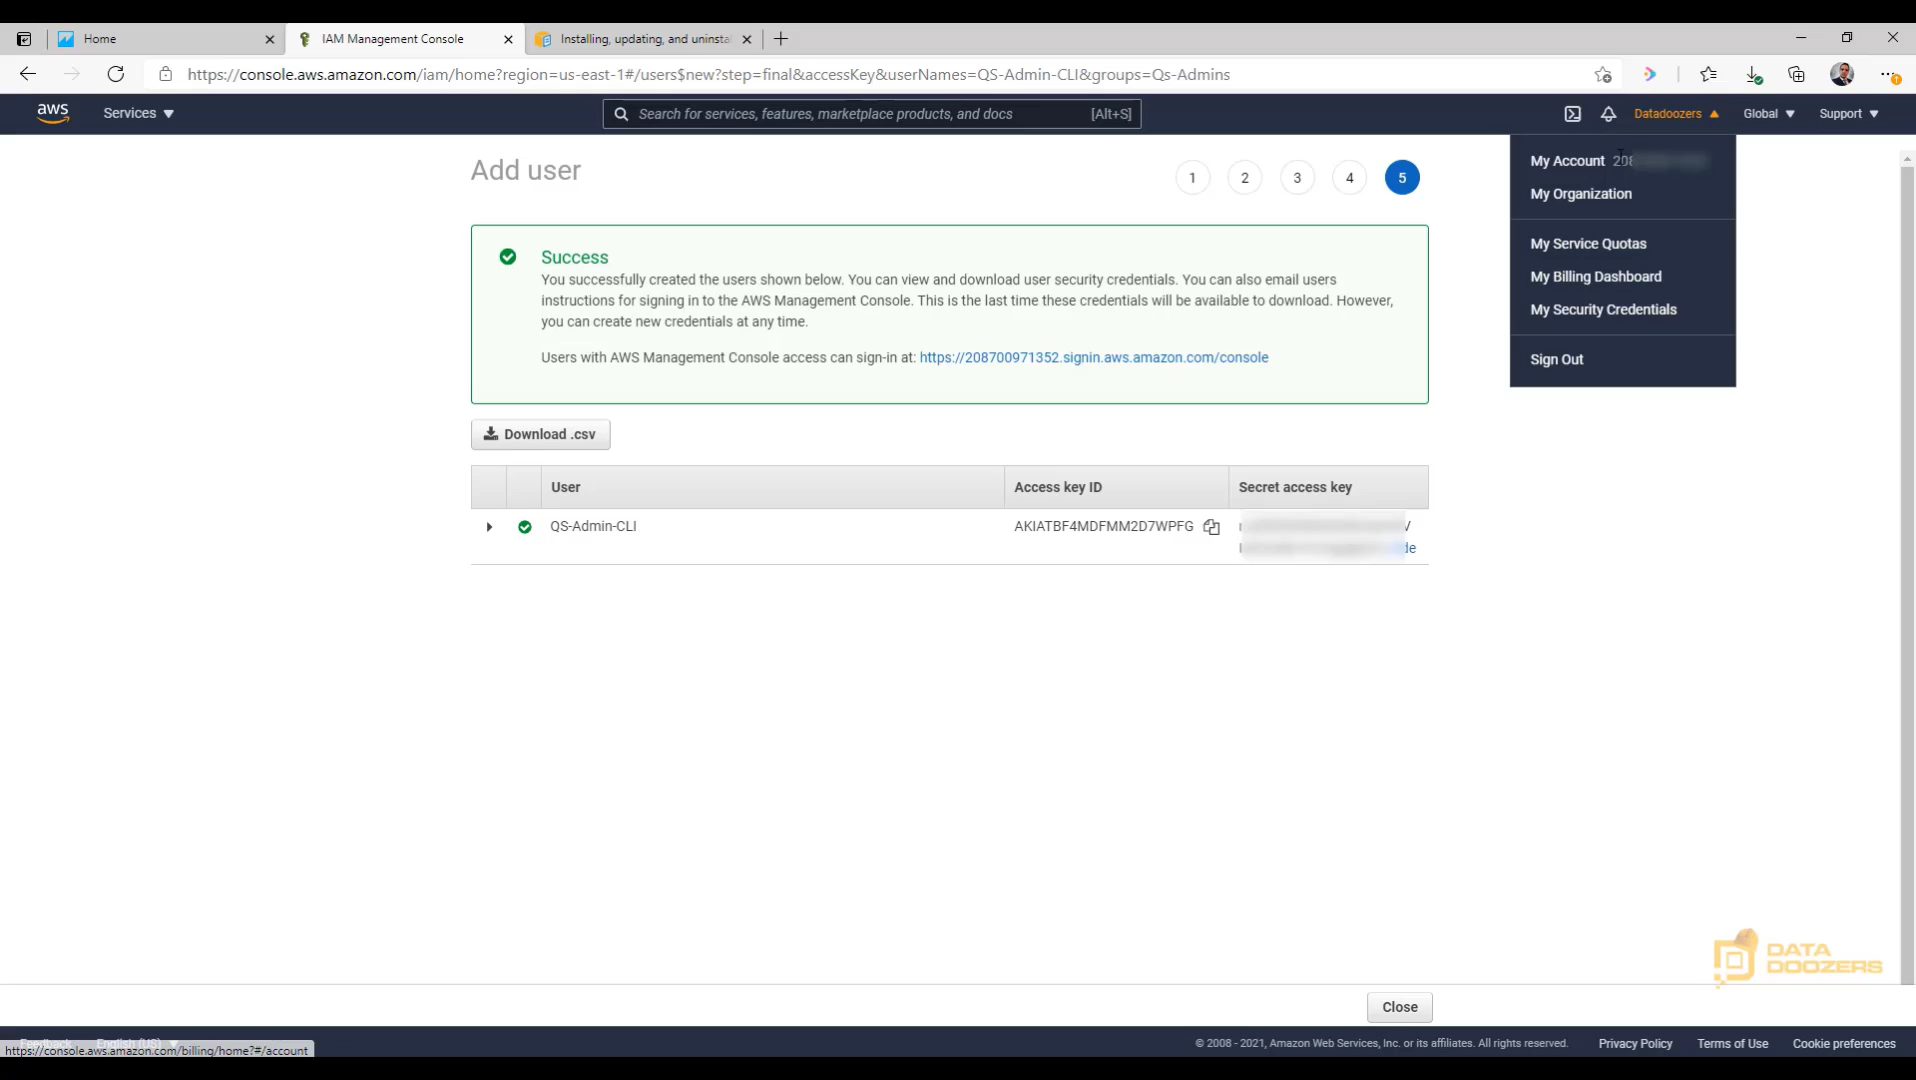 Home
IAM Management Console
Installing, updating, and uninsta
https://console.aws.amazon.com/iam/home?region=us-east-1#/users$new?step=final&accessKey&userNames=QS-Admin-CLI&groups=Qs-Admins
aws
Services
Search for services, features, marketplace products, and docs [Alt+S]
Datadoozers
Global
Support
Add user
1 2 3 4 5
My Account 208
My Organization
My Service Quotas
My Billing Dashboard
My Security Credentials
Sign Out
Success
You successfully created the users shown below. You can view and download user security credentials. You can also email users
instructions for signing in to the AWS Management Console. This is the last time these credentials will be available to download. However,
you can create new credentials at any time.
Users with AWS Management Console access can sign-in at: https://208700971352.signin.aws.amazon.com/console
Download .csv
User Access key ID Secret access key
QS-Admin-CLI AKIATBF4MDFMM2D7WPFG
DATA
DOOZERS
Close
Feedback English (US)
https://console.aws.amazon.com/billing/home?#/account
© 2008 - 2021, Amazon Web Services, Inc. or its affiliates. All rights reserved. Privacy Policy Terms of Use Cookie preferences